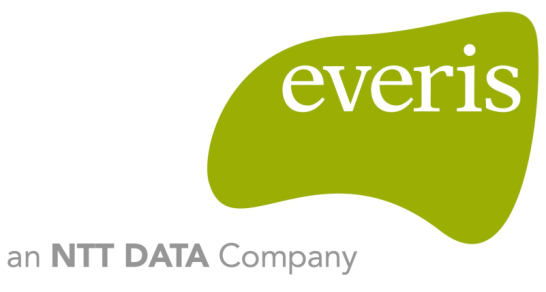 everis
an NTT DATA Company